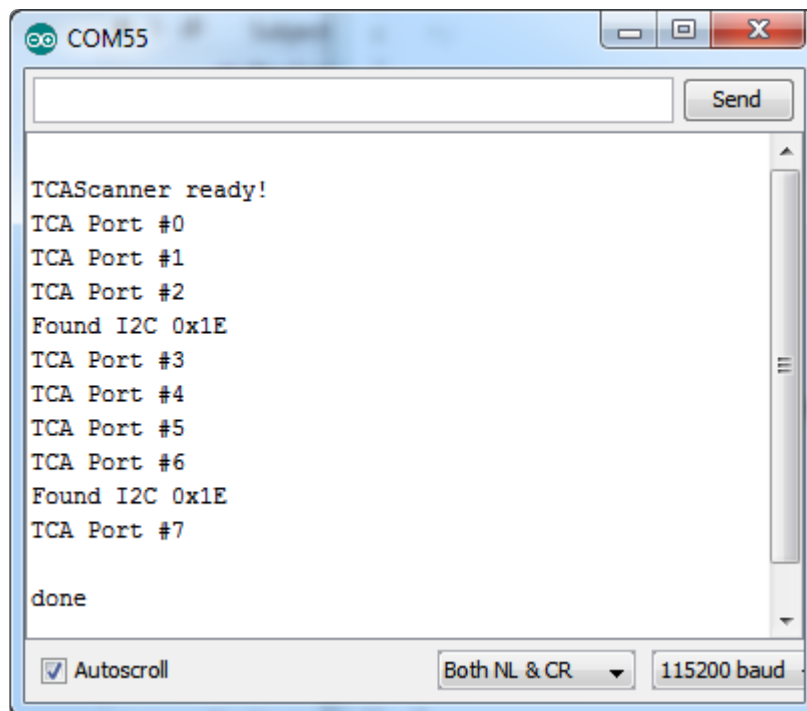 COM55
Send
TCAScanner ready!
TCA Port #0
TCA Port #1
TCA Port #2
Found I2C 0x1E
TCA Port #3
TCA Port #4
TCA Port #5
TCA Port #6
Found I2C 0x1E
TCA Port #7
done
Autoscroll
Both NL & CR
115200 baud